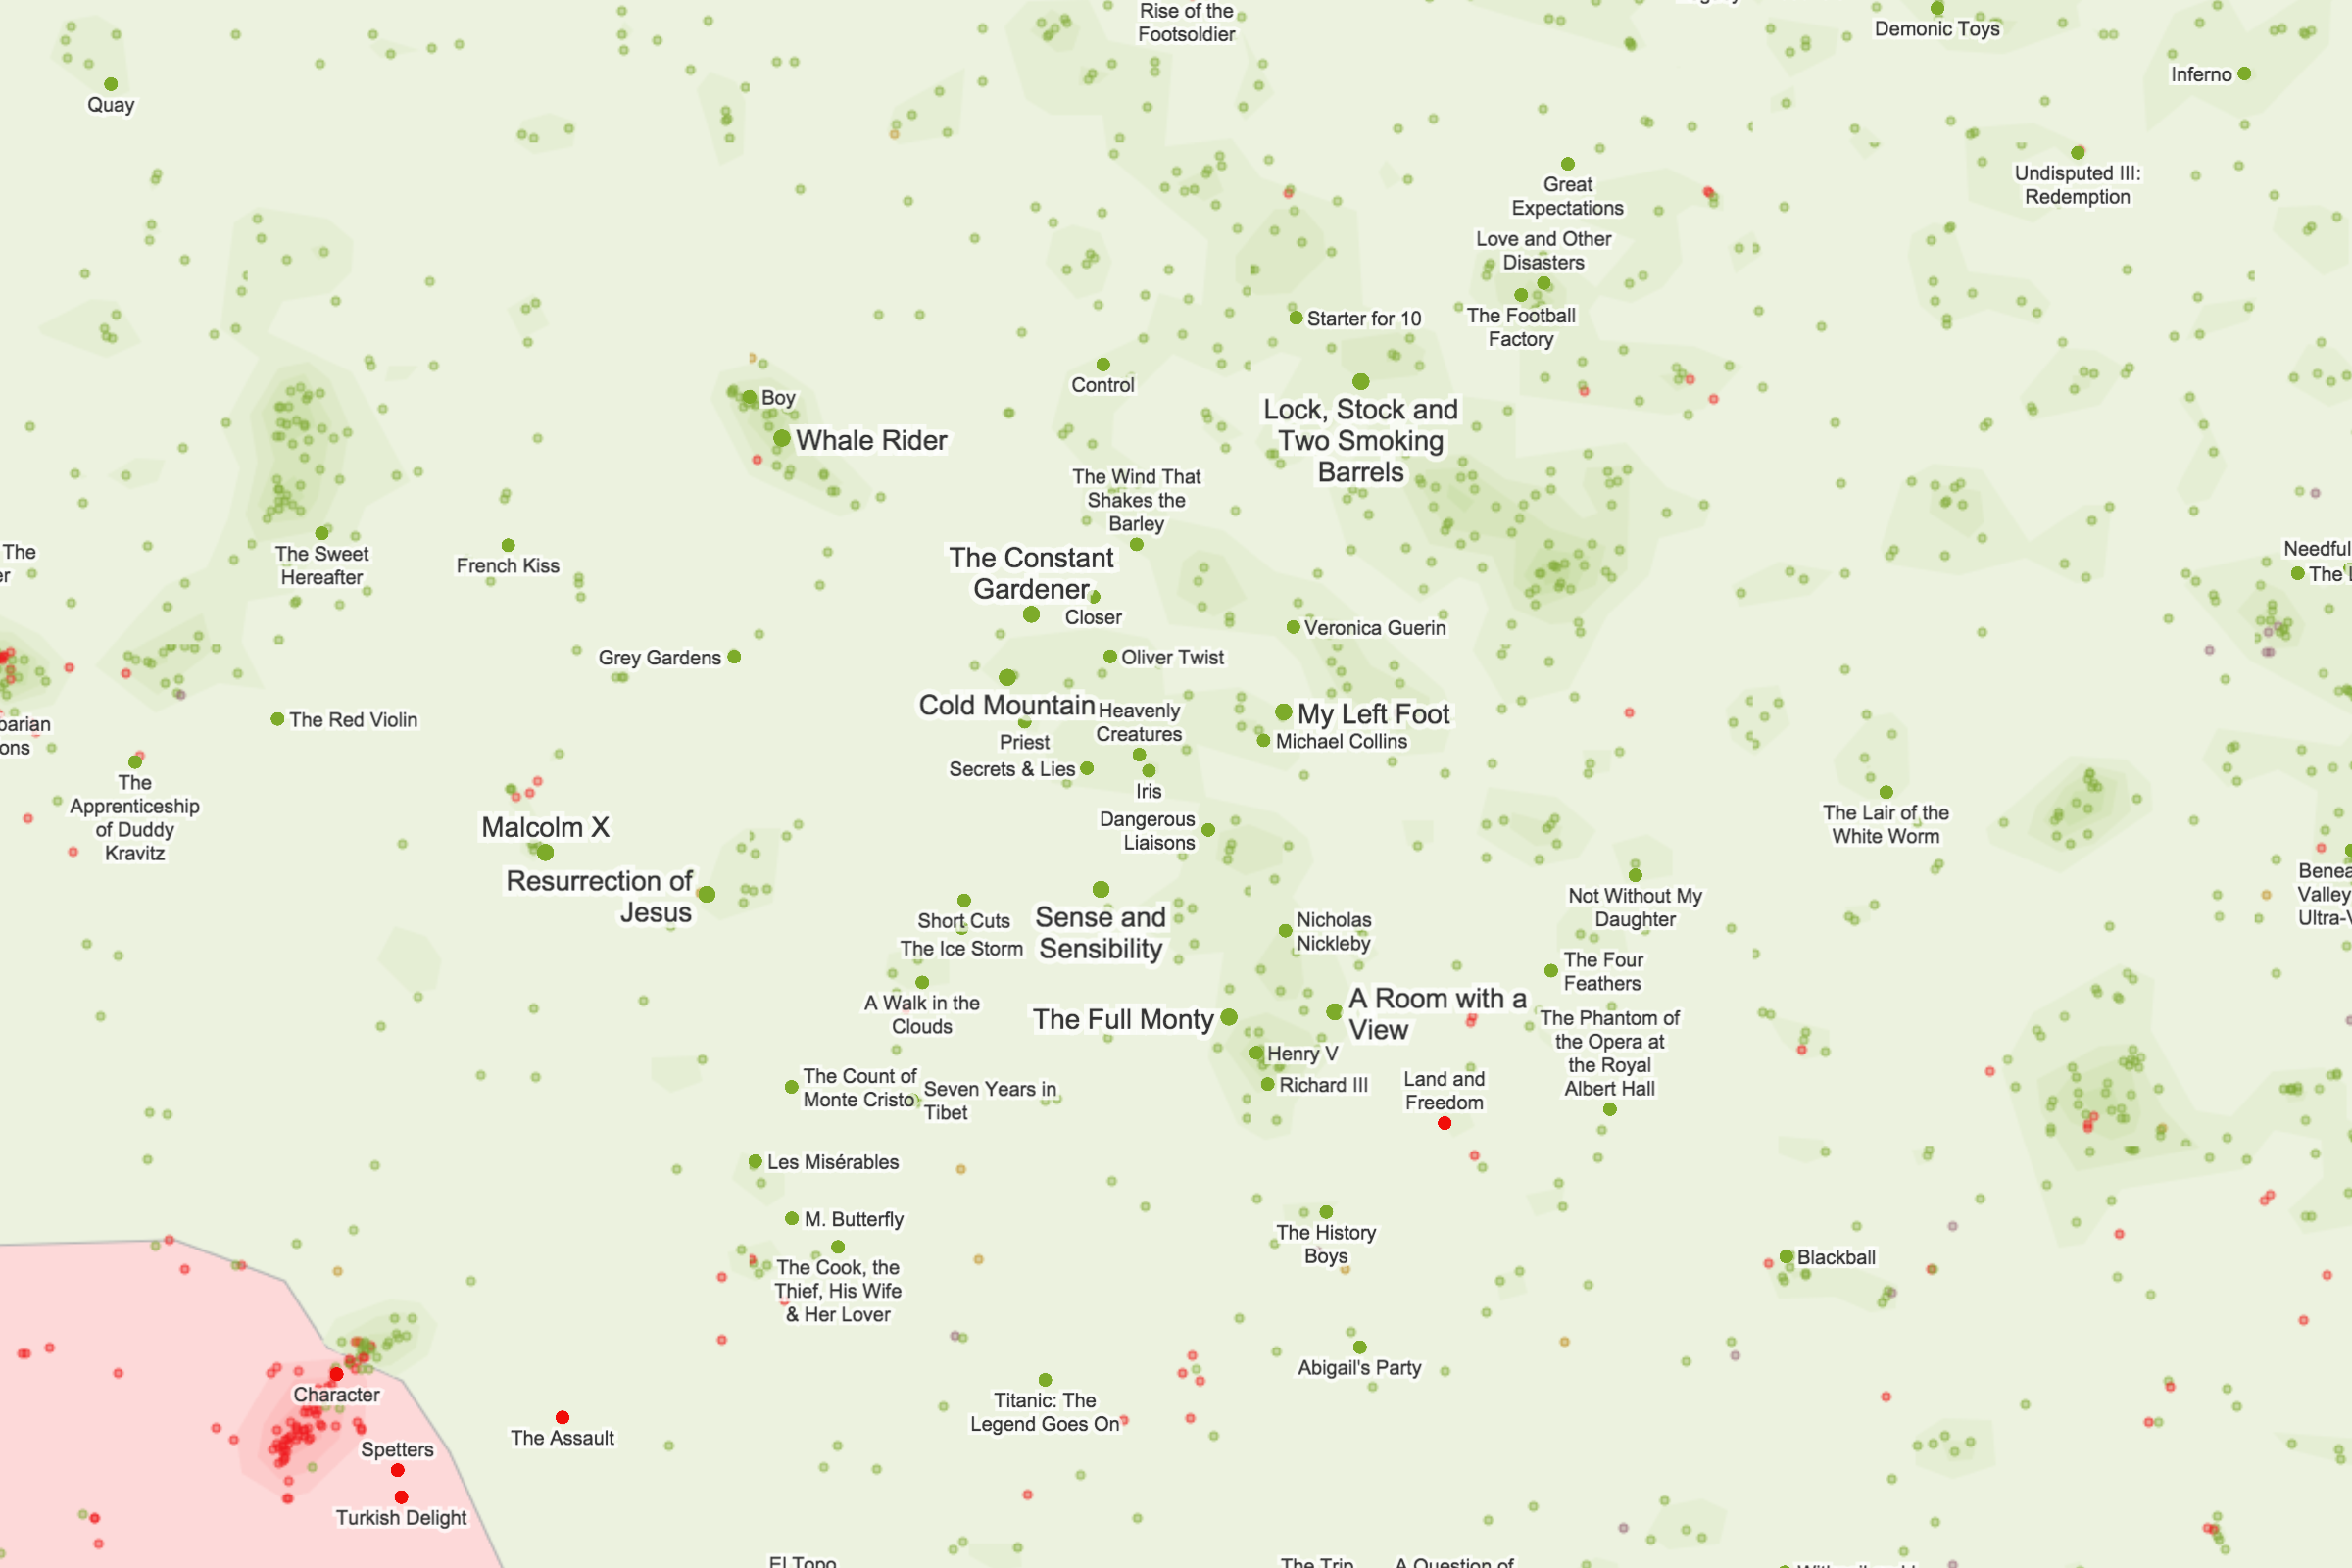 Rise of the
Footsoldier
Demonic Toys
Inferno
Quay
Undisputed III:
Redemption
Great
Expectations
Love and Other
Disasters
The Football
Factory
Starter for 10
Control
Boy
Whale Rider
Lock, Stock and
Two Smoking
Barrels
The Wind That
Shakes the
Barley
The
The Sweet
Hereafter
French Kiss
The Constant
Gardener
Closer
Needful
The
Veronica Guerin
Grey Gardens
Oliver Twist
The Red Violin
Cold Mountain
Heavenly
Creatures
My Left Foot
Michael Collins
Priest
Secrets & Lies
Iris
The
Apprenticeship
of Duddy
Kravitz
Dangerous
Liaisons
The Lair of the
White Worm
Malcolm X
Resurrection of
Jesus
Short Cuts
The Ice Storm
Sense and
Sensibility
Nicholas
Nickleby
Not Without My
Daughter
Valley
A Walk in the
Clouds
The Four
Feathers
The Full Monty
A Room with a
View
The Phantom of
the Opera at
the Royal
Albert Hall
Henry V
Richard III
Land and
Freedom
The Count of
Monte Cristo
Seven Years in
Tibet
Les Misérables
M. Butterfly
The History
Boys
Blackball
The Cook, the
Thief, His Wife
& Her Lover
Abigail's Party
Character
Titanic: The
Legend Goes On
The Assault
Spetters
Turkish Delight
El Topo
The Trip
A Question of